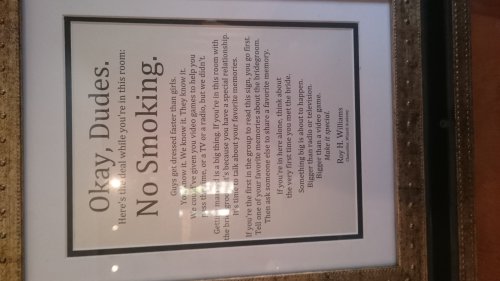 Okay, Dudes.
Here's the deal while you're in this room:
No Smoking.
Guys get dressed faster than girls.
You know it. We know it. They know it.
We could've given you video games to help you
pass the time, or a TV or a radio, but we didn't.
Getting married is a big thing. If you're in this room with
the bridegroom it's because you have a special relationship.
It's time to talk about your favorite memories.
If you're the first in the group to read this sign, you go first.
Tell one of your favorite memories about the bridegroom.
Then ask someone else to share a favorite memory.
If you're in here alone, think about
the very first time you met the bride.
Something big is about to happen.
Bigger than radio or television.
Bigger than a video game.
Make it special.
Roy H. Williams